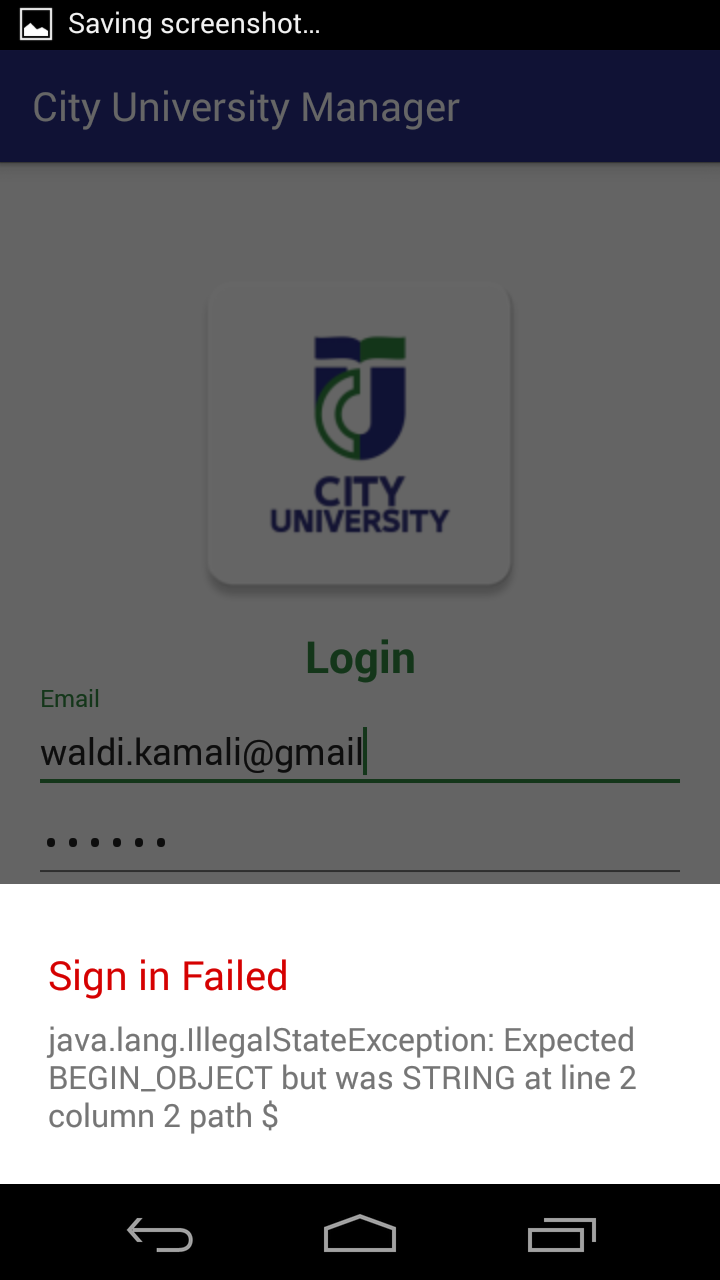 Saving screenshot...
City University Manager
CITY
UNIVERSITY
Login
Email
waldi.kamali@gmail
Sign in Failed
java.lang.IllegalStateException: Expected
BEGIN_OBJECT but was STRING at line 2
column 2 path $